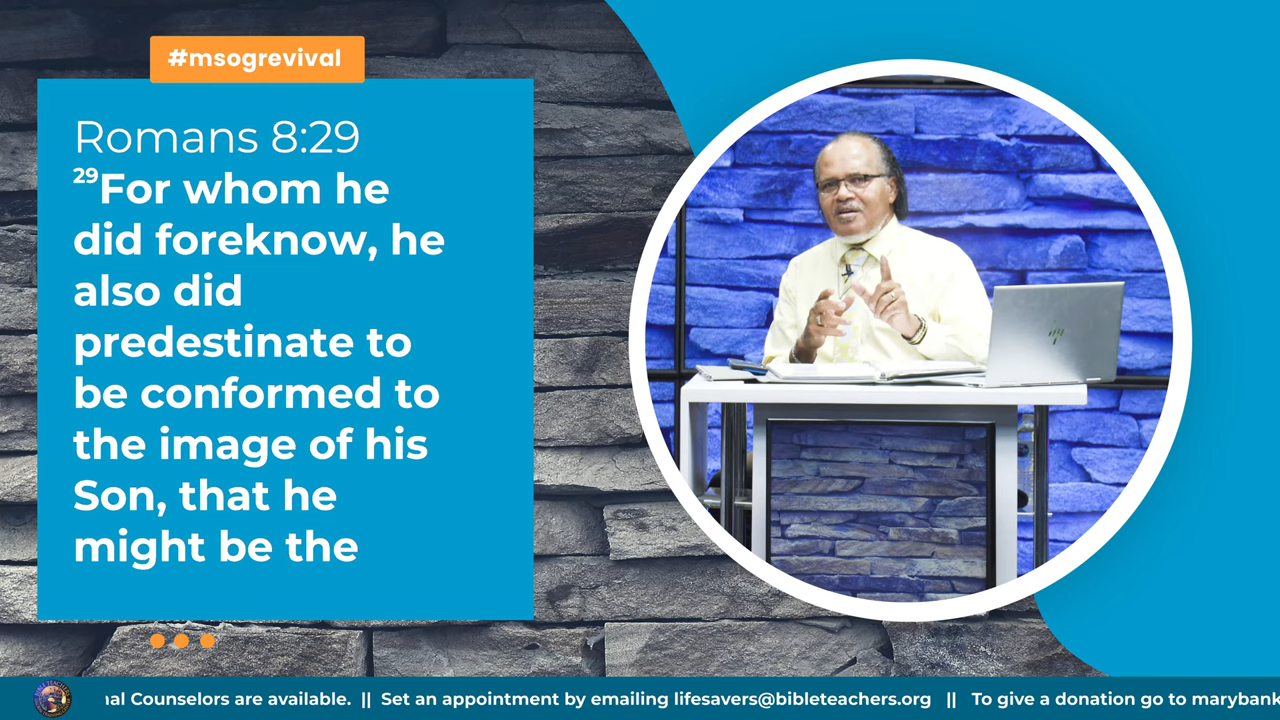 #msogrevival
Romans 8:29
29For whom he
did foreknow, he
also did
predestinate to
be conformed to
the image of his
Son, that he
might be the
nal Counselors are available. || Set an appointment by emailing lifesavers@bibleteachers.org || To give a donation go to marybank